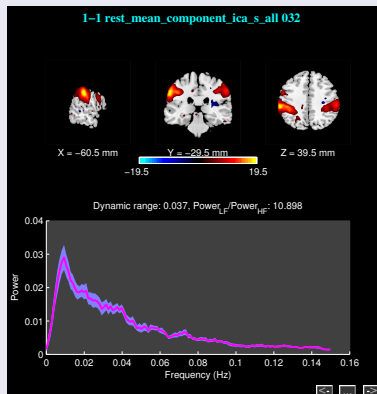 1-1 rest_mean_component_ica_s_all 032
X = -60.5 mm
Y = -29.5 mm
Z = 39.5 mm
-19.5
19.5
Dynamic range: 0.037, Power_LF/Power_HF: 10.898
0.04
0.03
0.02
0.01
0
Power
0 0.02 0.04 0.06 0.08 0.1 0.12 0.14 0.16
Frequency (Hz)
<- ... ->